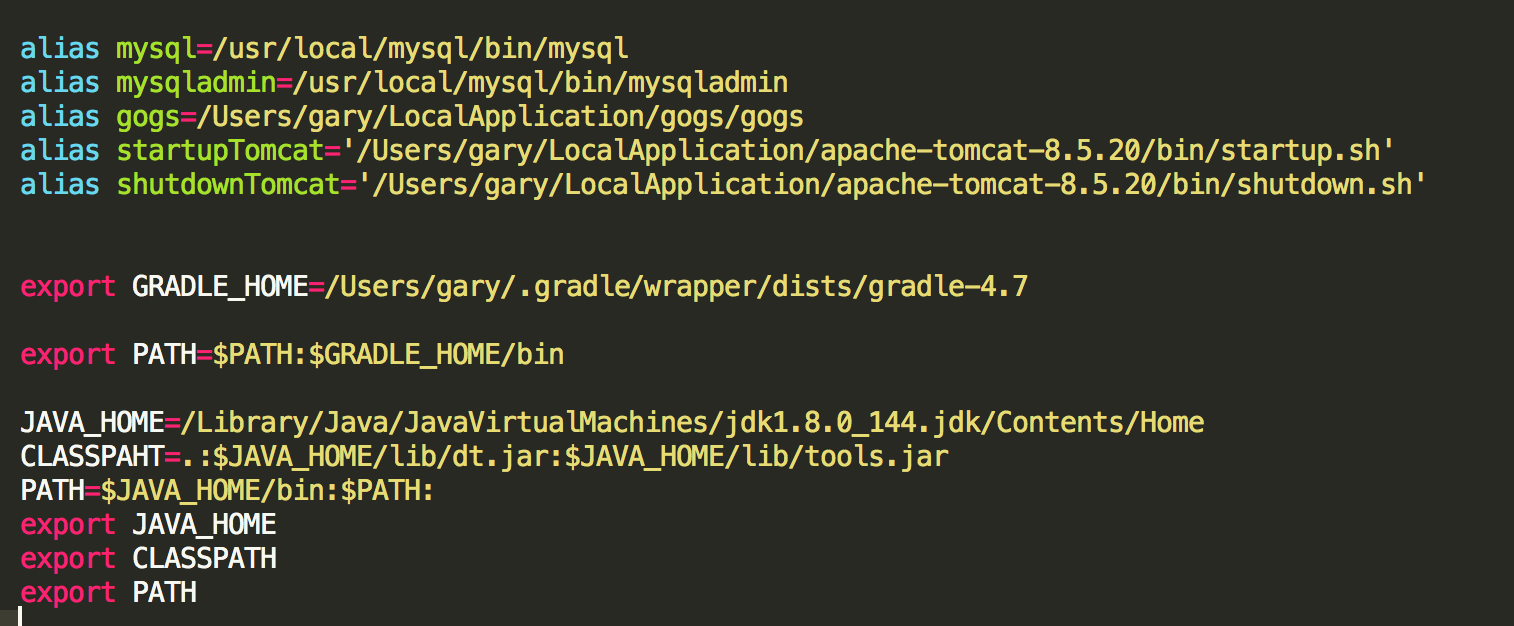 alias mysql=/usr/local/mysql/bin/mysql
alias mysqladmin=/usr/local/mysql/bin/mysqladmin
alias gogs=/Users/gary/LocalApplication/gogs/gogs
alias startupTomcat='/Users/gary/LocalApplication/apache-tomcat-8.5.20/bin/startup.sh'
alias shutdownTomcat='/Users/gary/LocalApplication/apache-tomcat-8.5.20/bin/shutdown.sh'
export GRADLE_HOME=/Users/gary/.gradle/wrapper/dists/gradle-4.7
export PATH=$PATH:$GRADLE_HOME/bin
JAVA_HOME=/Library/Java/JavaVirtualMachines/jdk1.8.0_144.jdk/Contents/Home
CLASSPAHT=.:$JAVA_HOME/lib/dt.jar:$JAVA_HOME/lib/tools.jar
PATH=$JAVA_HOME/bin:$PATH:
export JAVA_HOME
export CLASSPATH
export PATH